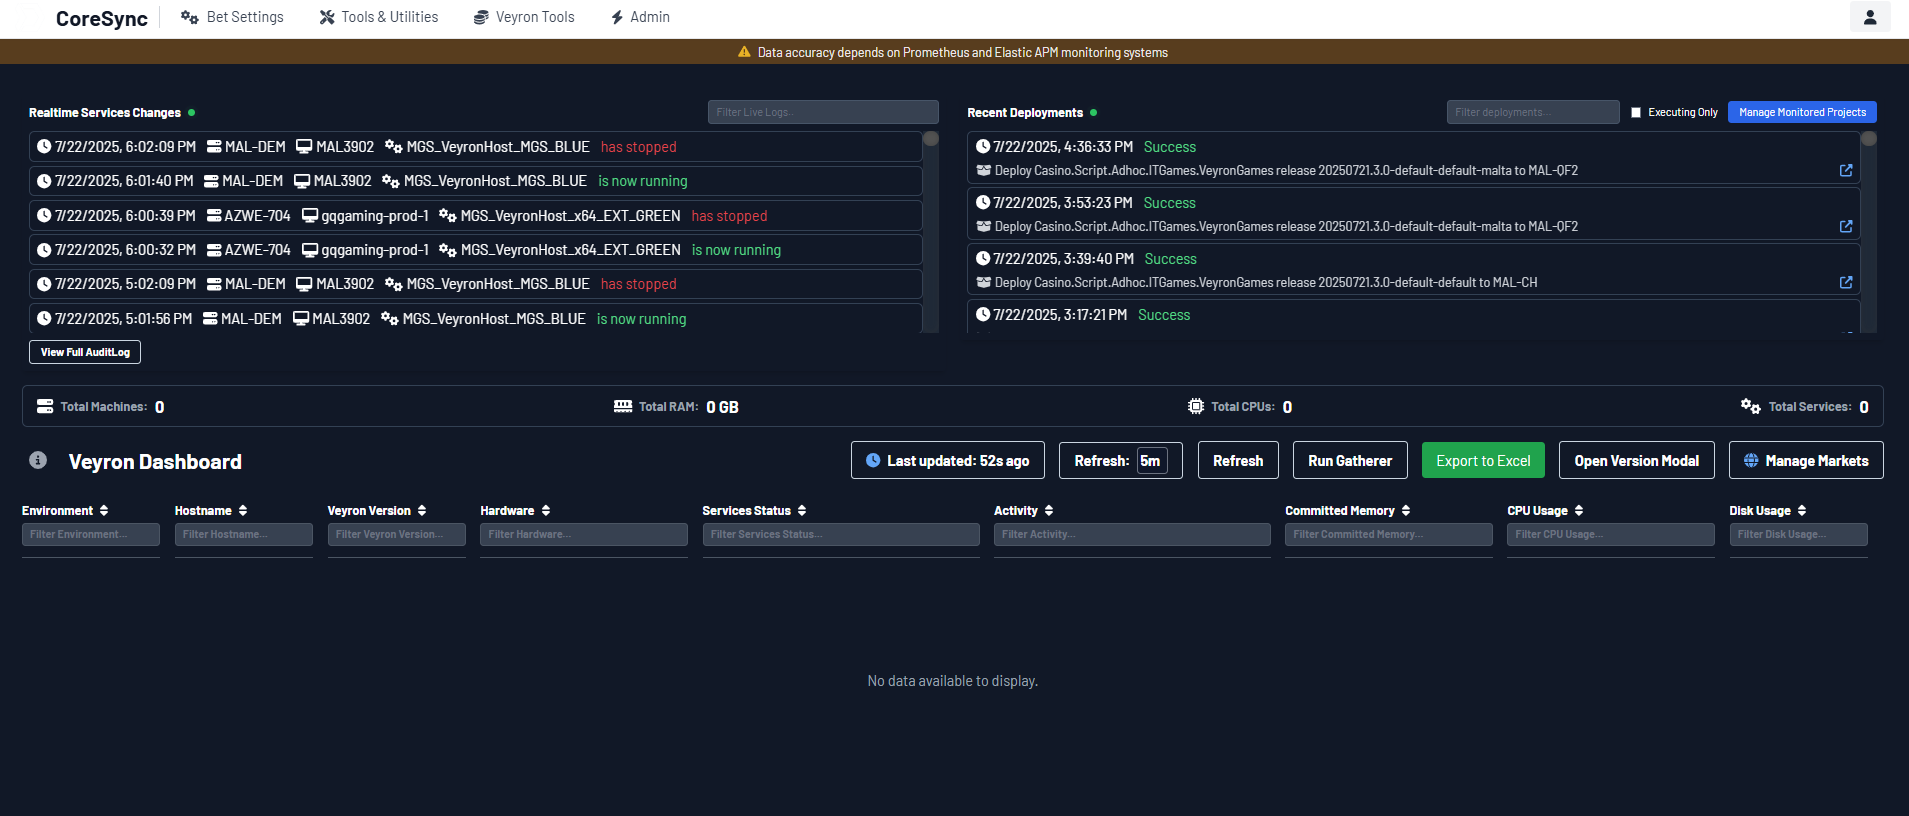 CoreSync Bet Settings Tools & Utilities Veyron Tools Admin
Data accuracy depends on Prometheus and Elastic APM monitoring systems
Realtime Services Changes
Filter Live Logs..
7/22/2025, 6:02:09 PM MAL-DEM MAL3902 MGS_VeyronHost_MGS_BLUE has stopped
7/22/2025, 6:01:40 PM MAL-DEM MAL3902 MGS_VeyronHost_MGS_BLUE is now running
7/22/2025, 6:00:39 PM AZWE-704 gqgaming-prod-1 MGS_VeyronHost_x64_EXT_GREEN has stopped
7/22/2025, 6:00:32 PM AZWE-704 gqgaming-prod-1 MGS_VeyronHost_x64_EXT_GREEN is now running
7/22/2025, 5:02:09 PM MAL-DEM MAL3902 MGS_VeyronHost_MGS_BLUE has stopped
7/22/2025, 5:01:56 PM MAL-DEM MAL3902 MGS_VeyronHost_MGS_BLUE is now running
View Full AuditLog
Recent Deployments
Filter deployments... Executing Only Manage Monitored Projects
7/22/2025, 4:36:33 PM Success
Deploy Casino.Script.Adhoc.ITGames.VeyronGames release 20250721.3.0-default-default-malta to MAL-QF2
7/22/2025, 3:53:23 PM Success
Deploy Casino.Script.Adhoc.ITGames.VeyronGames release 20250721.3.0-default-default-malta to MAL-QF2
7/22/2025, 3:39:40 PM Success
Deploy Casino.Script.Adhoc.ITGames.VeyronGames release 20250721.3.0-default-default to MAL-CH
7/22/2025, 3:17:21 PM Success
Total Machines: 0 Total RAM: 0 GB Total CPUs: 0 Total Services: 0
Veyron Dashboard Last updated: 52s ago Refresh: 5m Refresh Run Gatherer Export to Excel Open Version Modal Manage Markets
Environment Hostname Veyron Version Hardware Services Status Activity Committed Memory CPU Usage Disk Usage
Filter Environment... Filter Hostname... Filter Veyron Version... Filter Hardware... Filter Services Status... Filter Activity... Filter Committed Memory... Filter CPU Usage... Filter Disk Usage...
No data available to display.